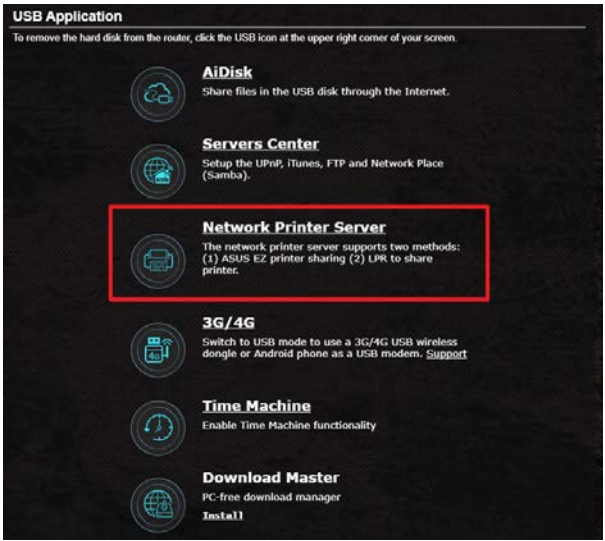 USB Application
To remove the hard disk from the router, click the USB icon at the upper right corner of your screen.
AiDisk
Share files in the USB disk through the Internet.
Servers Center
Setup the UPnP, iTunes, FTP and Network Place
(Samba).
Network Printer Server
The network printer server supports two methods:
(1) ASUS EZ printer sharing (2) LPR to share
printer.
3G/4G
Switch to USB mode to use a 3G/4G USB wireless
dongle or Android phone as a USB modem. Support
4G
Time Machine
Enable Time Machine functionality
Download Master
PC-free download manager
Install